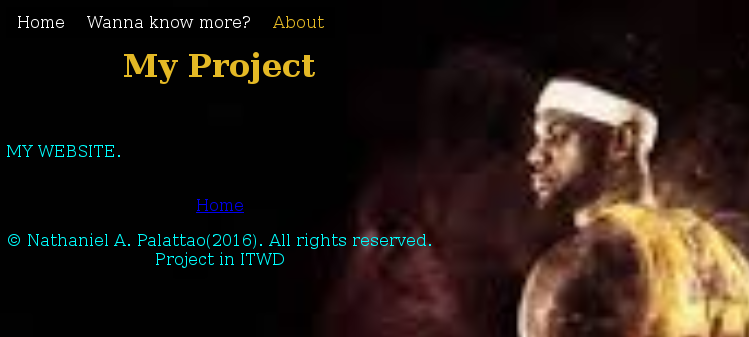 Home Wanna know more? About
My Project
MY WEBSITE.
Home
© Nathaniel A. Palattao(2016). All rights reserved.
Project in ITWD